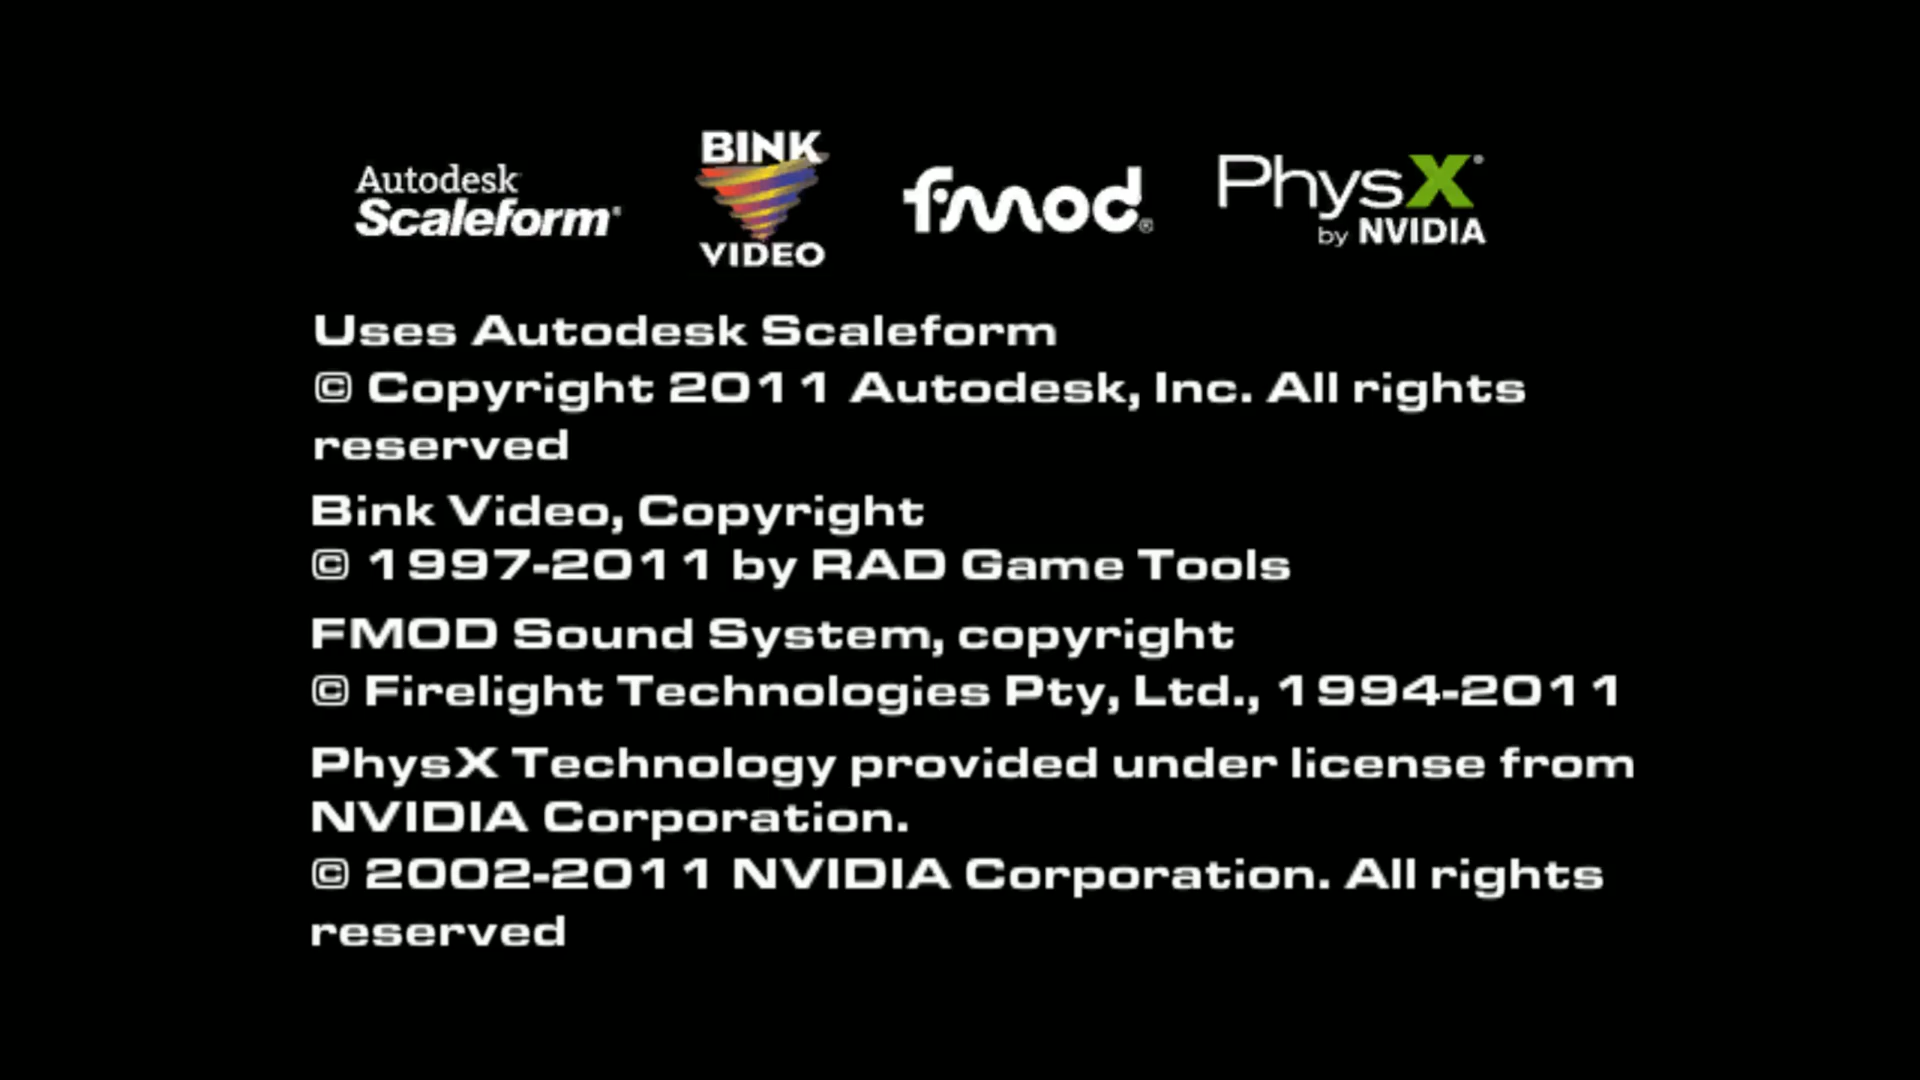 Autodesk
Scaleform®
BINK
VIDEO
fmod®
PhysX®
by NVIDIA
Uses Autodesk Scaleform
© Copyright 2011 Autodesk, Inc. All rights
reserved
Bink Video, Copyright
© 1997-2011 by RAD Game Tools
FMOD Sound System, copyright
© Firelight Technologies Pty, Ltd., 1994-2011
PhysX Technology provided under license from
NVIDIA Corporation.
© 2002-2011 NVIDIA Corporation. All rights
reserved